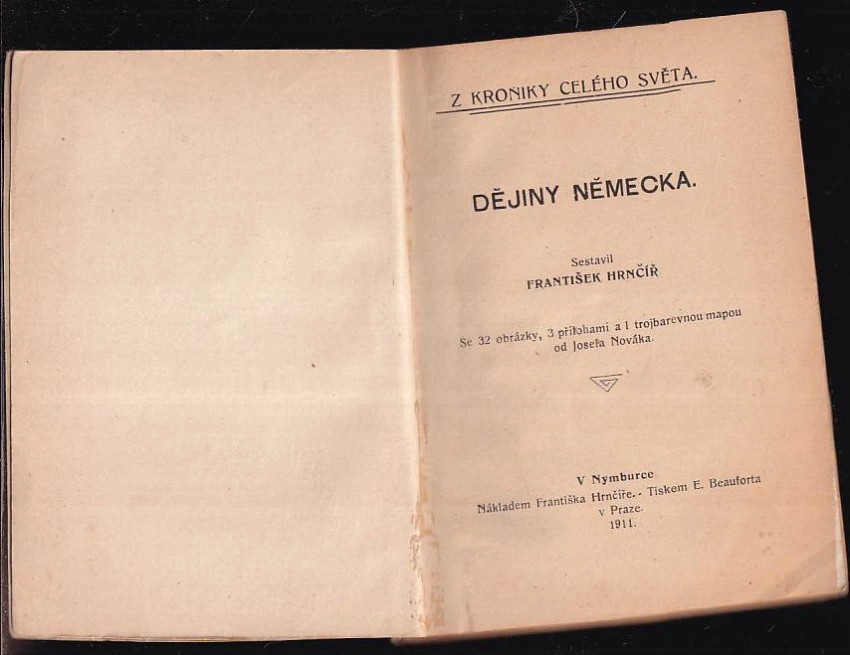 Z KRONIKY CELÉHO SVĚTA.
DĚJINY NĚMECKA.
Sestavil
FRANTIŠEK HRNČÍŘ
Se 32 obrázky, 3 přílohami a 1 trojbarevnou mapou
od Josefa Nováka.
V Nymburce
Nákladem Františka Hrnčíře. - Tiskem E. Beauforta
v Praze.
1911.